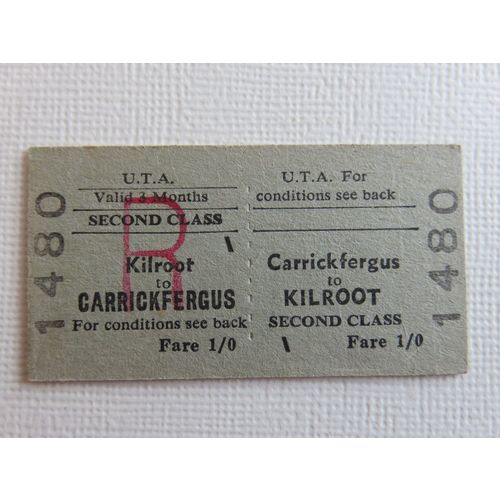 1480
U.T.A.
Valid 3 Months
SECOND CLASS
R
Kilroot
to
CARRICKFERGUS
For conditions see back
Fare 1/0
U.T.A. For
conditions see back
Carrickfergus
to
KILROOT
SECOND CLASS
Fare 1/0
1480